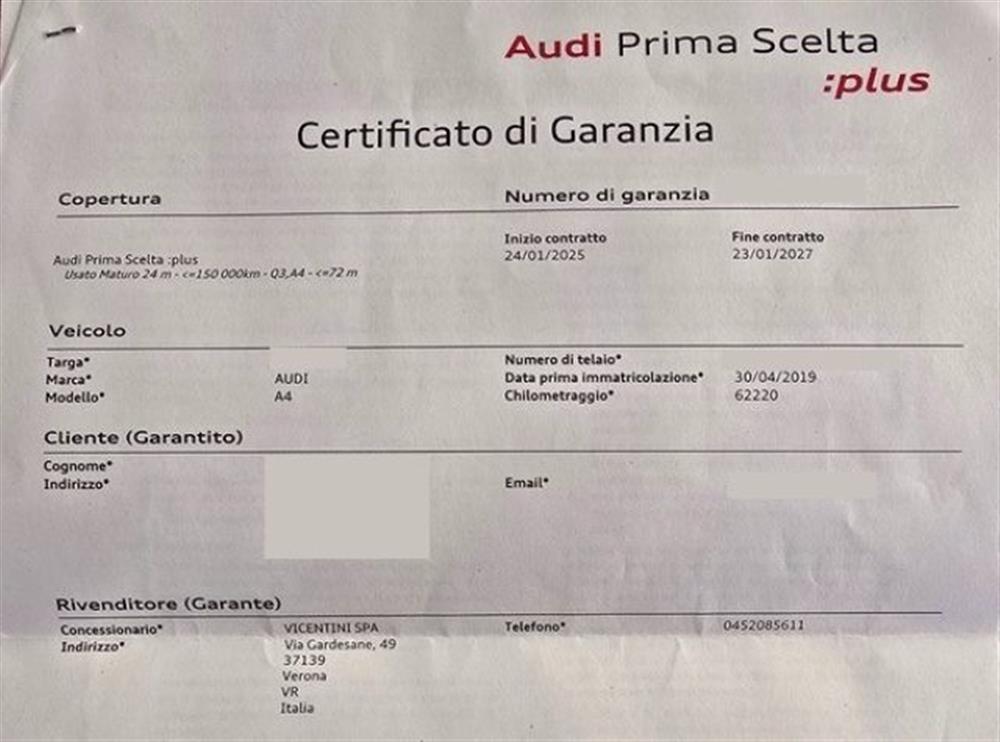 Audi Prima Scelta
:plus
Certificato di Garanzia
Copertura
Numero di garanzia
Inizio contratto
Fine contratto
24/01/2025
23/01/2027
Audi Prima Scelta :plus
Usato Maturo 24 m - <=150 000km - Q3,A4 - <=72 m
Veicolo
Targa*
Numero di telaio*
Marca*
AUDI
Data prima immatricolazione*
30/04/2019
Modello*
A4
Chilometraggio*
62220
Cliente (Garantito)
Cognome*
Indirizzo*
Email*
Rivenditore (Garante)
Concessionario*
VICENTINI SPA
Telefono*
0452085611
Indirizzo*
Via Gardesane, 49
37139
Verona
VR
Italia